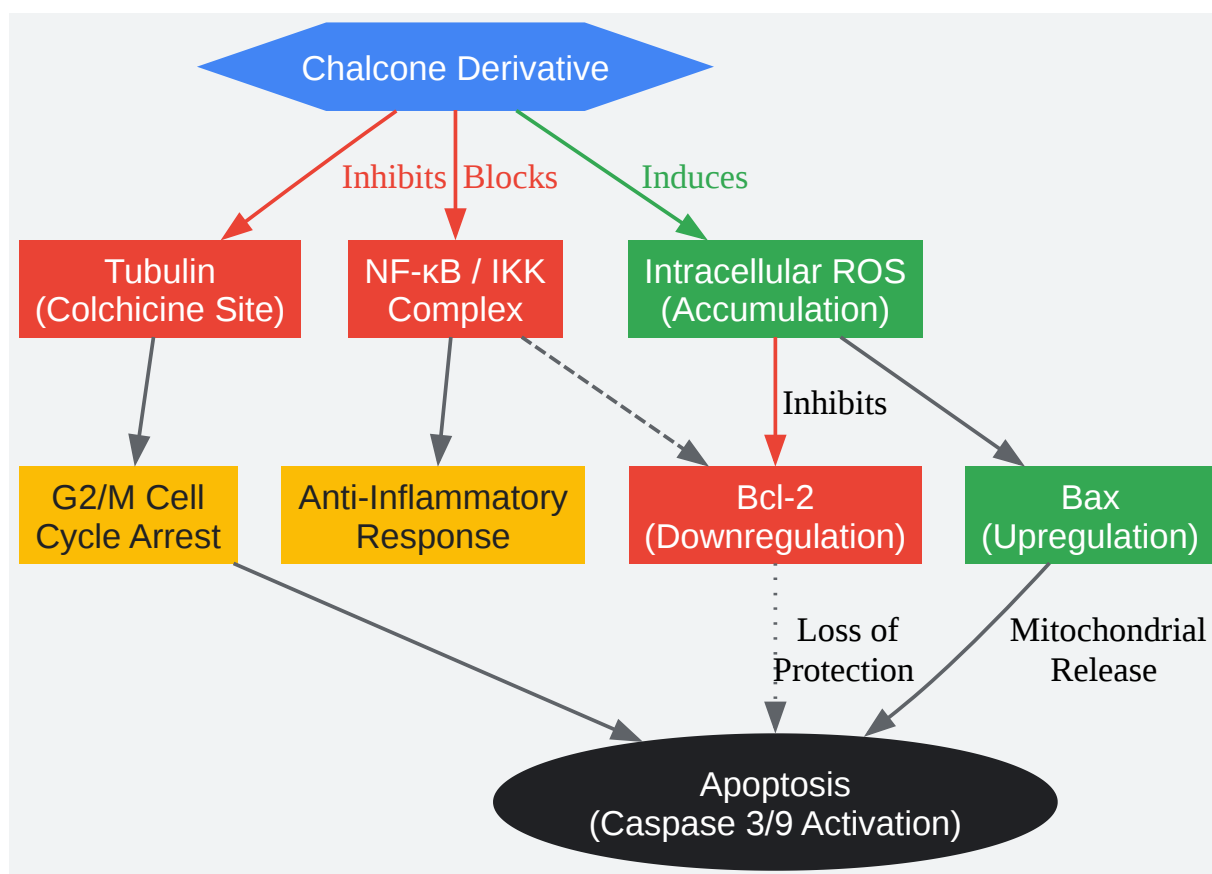 Chalcone Derivative
Inhibits
Blocks
Induces
Tubulin
(Colchicine Site)
NF-κB / IKK
Complex
Intracellular ROS
(Accumulation)
Inhibits
G2/M Cell
Cycle Arrest
Anti-Inflammatory
Response
Bcl-2
(Downregulation)
Bax
(Upregulation)
Loss of
Protection
Mitochondrial
Release
Apoptosis
(Caspase 3/9 Activation)